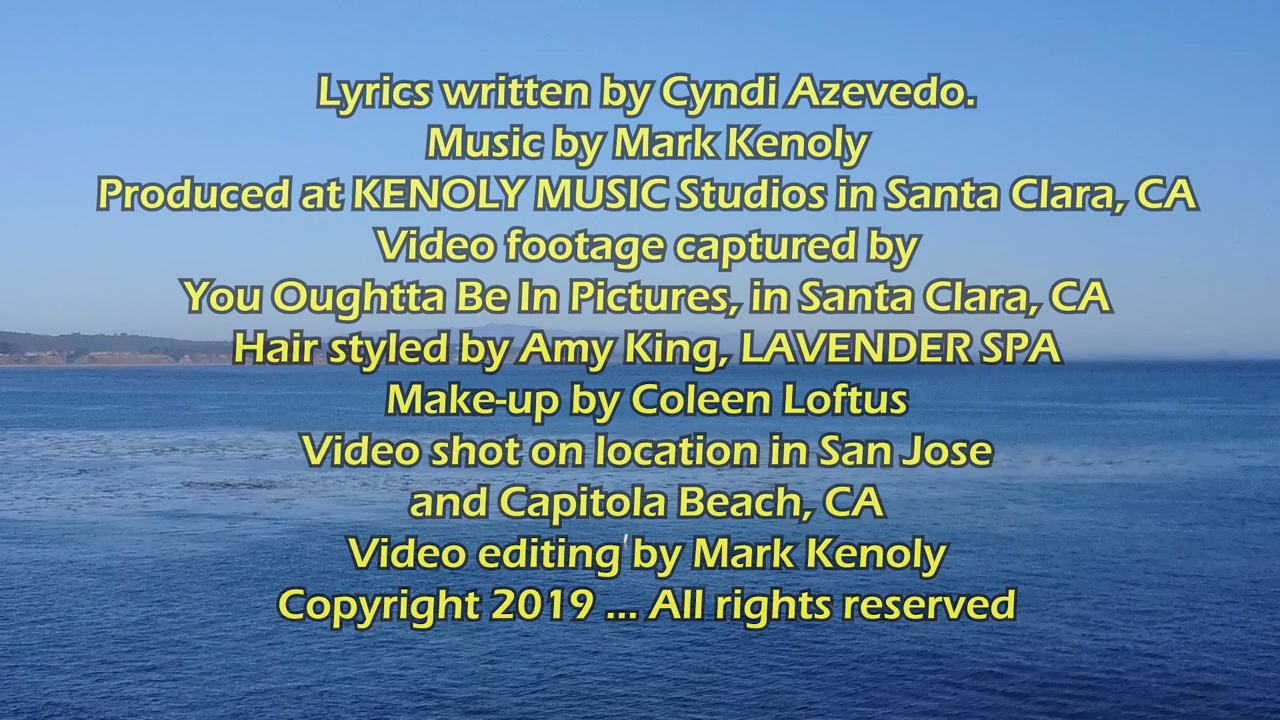 Lyrics written by Cyndi Azevedo.
Music by Mark Kenoly
Produced at KENOLY MUSIC Studios in Santa Clara, CA
Video footage captured by
You Oughtta Be In Pictures, in Santa Clara, CA
Hair styled by Amy King, LAVENDER SPA
Make-up by Coleen Loftus
Video shot on location in San Jose
and Capitola Beach, CA
Video editing by Mark Kenoly
Copyright 2019 ... All rights reserved